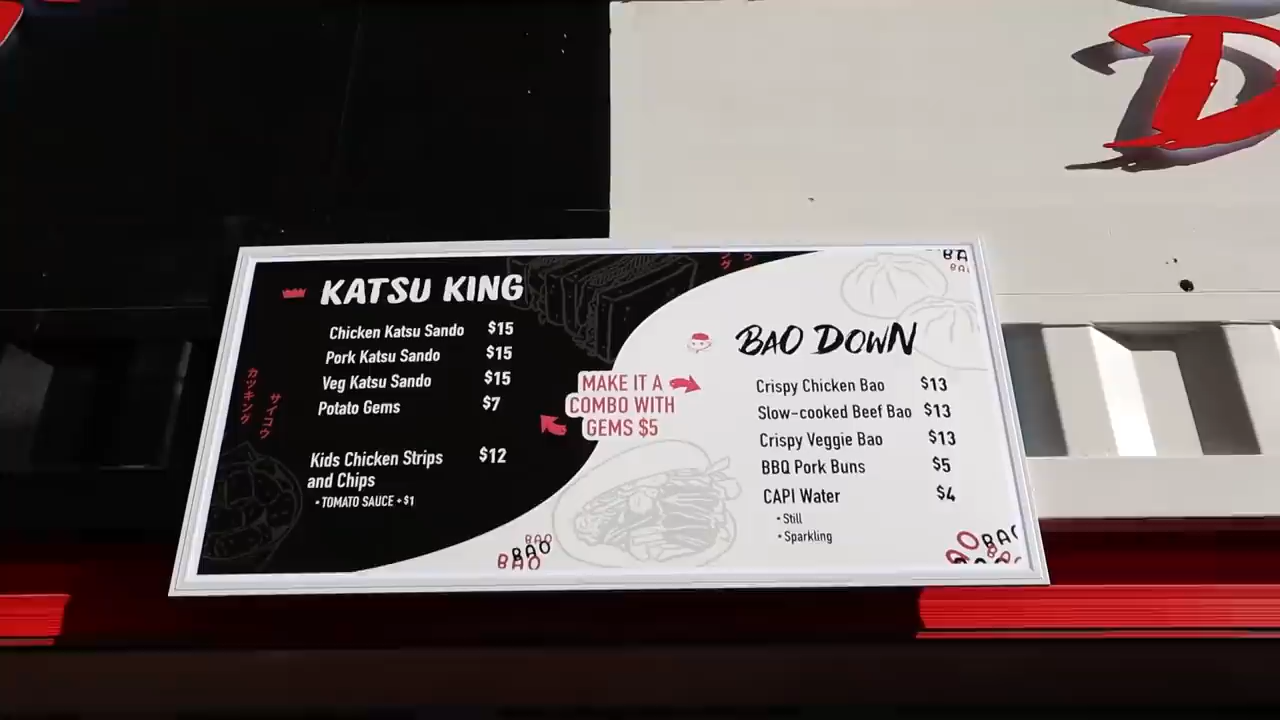 D
KATSU KING
Chicken Katsu Sando $15
Pork Katsu Sando $15
Veg Katsu Sando $15
Potato Gems $7
Kids Chicken Strips $12
and Chips
• TOMATO SAUCE +$1
カツキング
サイコウ
MAKE IT A
COMBO WITH
GEMS $5
BAO DOWN
Crispy Chicken Bao $13
Slow-cooked Beef Bao $13
Crispy Veggie Bao $13
BBQ Pork Buns $5
CAPI Water $4
• Still
• Sparkling
BAO
BAO
BAO